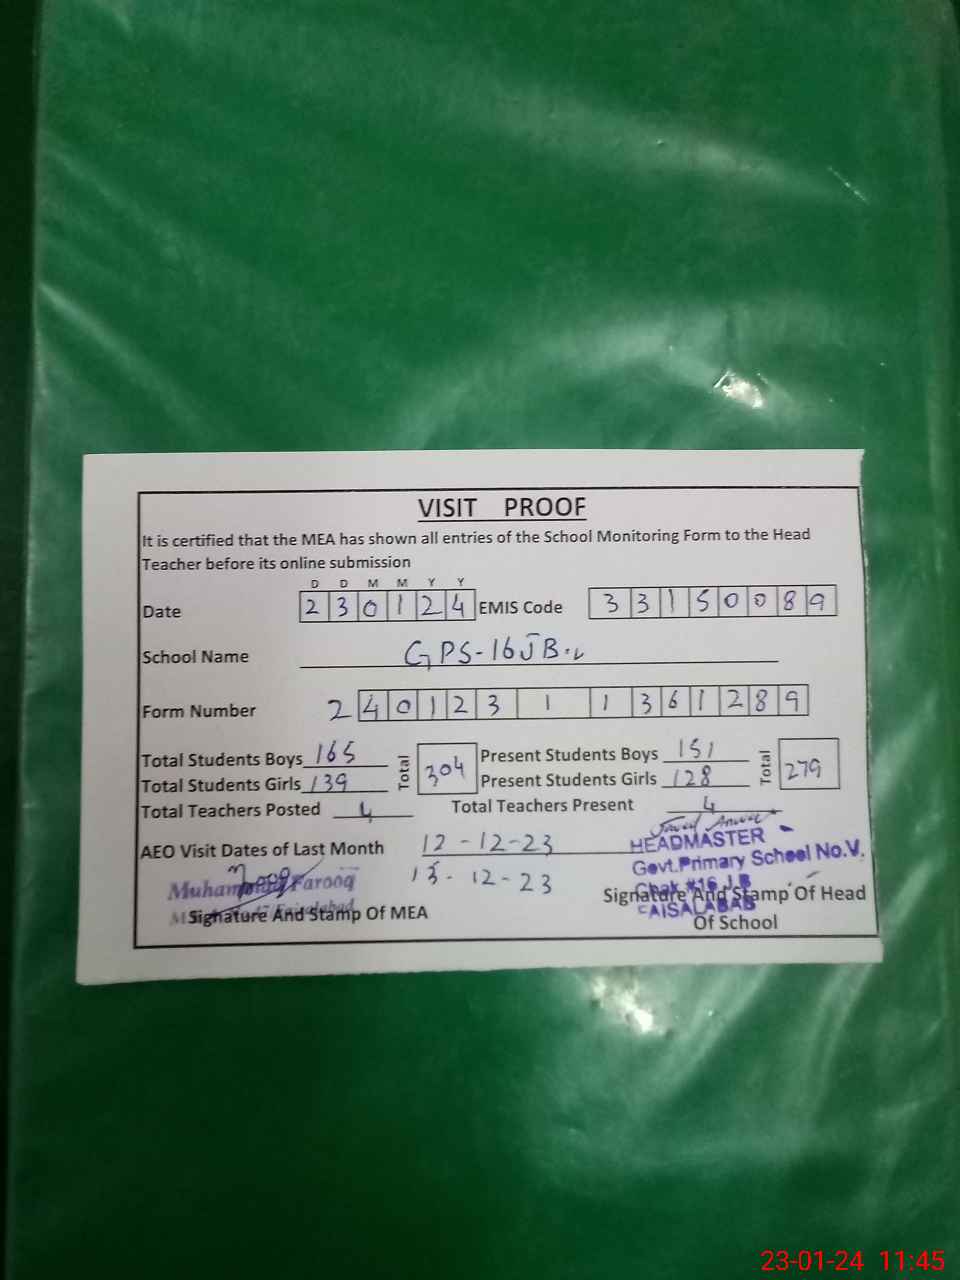 VISIT PROOF
It is certified that the MEA has shown all entries of the School Monitoring Form to the Head
Teacher before its online submission
D D M M Y Y
Date 2 3 0 1 2 4 EMIS Code 3 3 1 5 0 0 8 9
School Name GPS-16JB.v
Form Number 2 4 0 1 2 3 1 1 3 6 1 2 8 9
Total Students Boys 165 Total 304 Present Students Boys 151 Total 279
Total Students Girls 139 Present Students Girls 128
Total Teachers Posted 4 Total Teachers Present 4
AEO Visit Dates of Last Month 12-12-23
13-12-23
Muhammad Farooq
Signature And Stamp Of MEA
HEADMASTER
Govt.Primary School No.V.
Chak #16 J B
FAISALABAD
Signature And Stamp Of Head
Of School
23-01-24 11:45